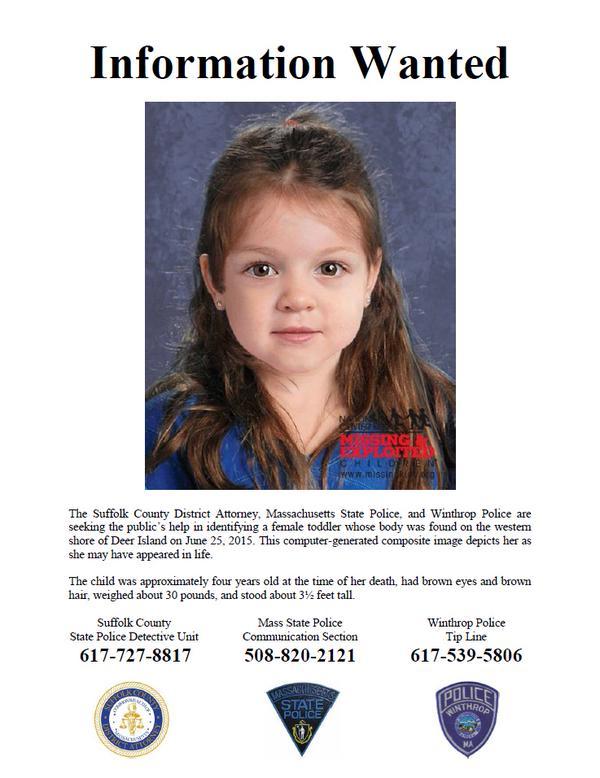 Information Wanted
MISSING &
EXPLOITED
CHILDREN
The Suffolk County District Attorney, Massachusetts State Police, and Winthrop Police are
seeking the public's help in identifying a female toddler whose body was found on the western
shore of Deer Island on June 25, 2015. This computer-generated composite image depicts her as
she may have appeared in life.
The child was approximately four years old at the time of her death, had brown eyes and brown
hair, weighed about 30 pounds, and stood about 3½ feet tall.
Suffolk County
State Police Detective Unit
617-727-8817
Mass State Police
Communication Section
508-820-2121
Winthrop Police
Tip Line
617-539-5806
SUFFOLK COUNTY
DISTRICT ATTORNEY
MASSACHUSETTS
STATE
POLICE
POLICE
WINTHROP
MA